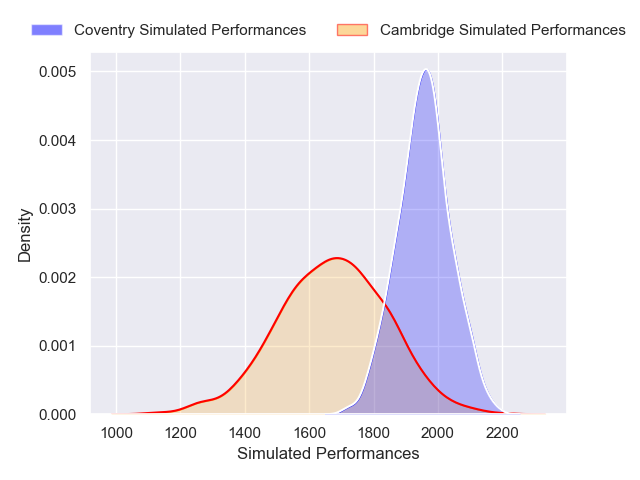 Coventry Simulated Performances Cambridge Simulated Performances
0.005
0.004
0.003
0.002
0.001
0.000
Density
1000 1200 1400 1600 1800 2000 2200
Simulated Performances